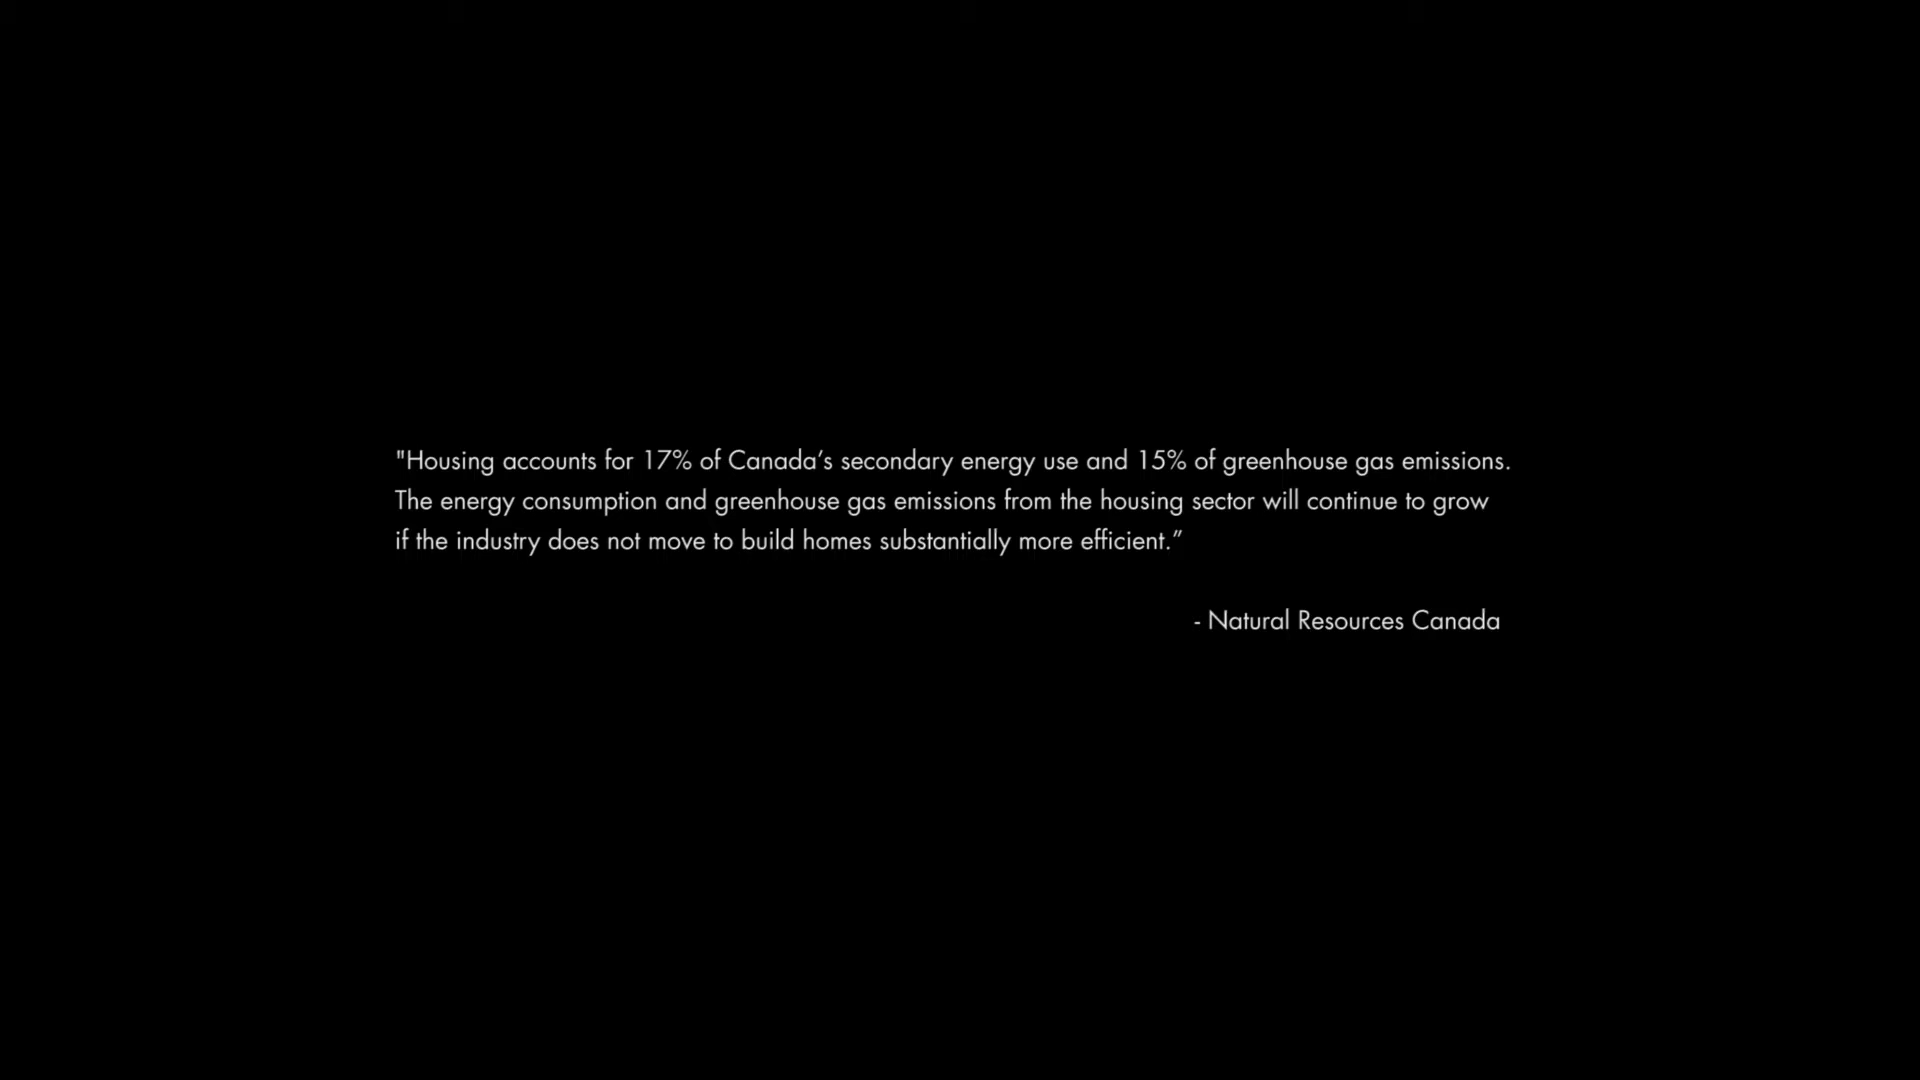 "Housing accounts for 17% of Canada’s secondary energy use and 15% of greenhouse gas emissions.
The energy consumption and greenhouse gas emissions from the housing sector will continue to grow
if the industry does not move to build homes substantially more efficient.”
- Natural Resources Canada